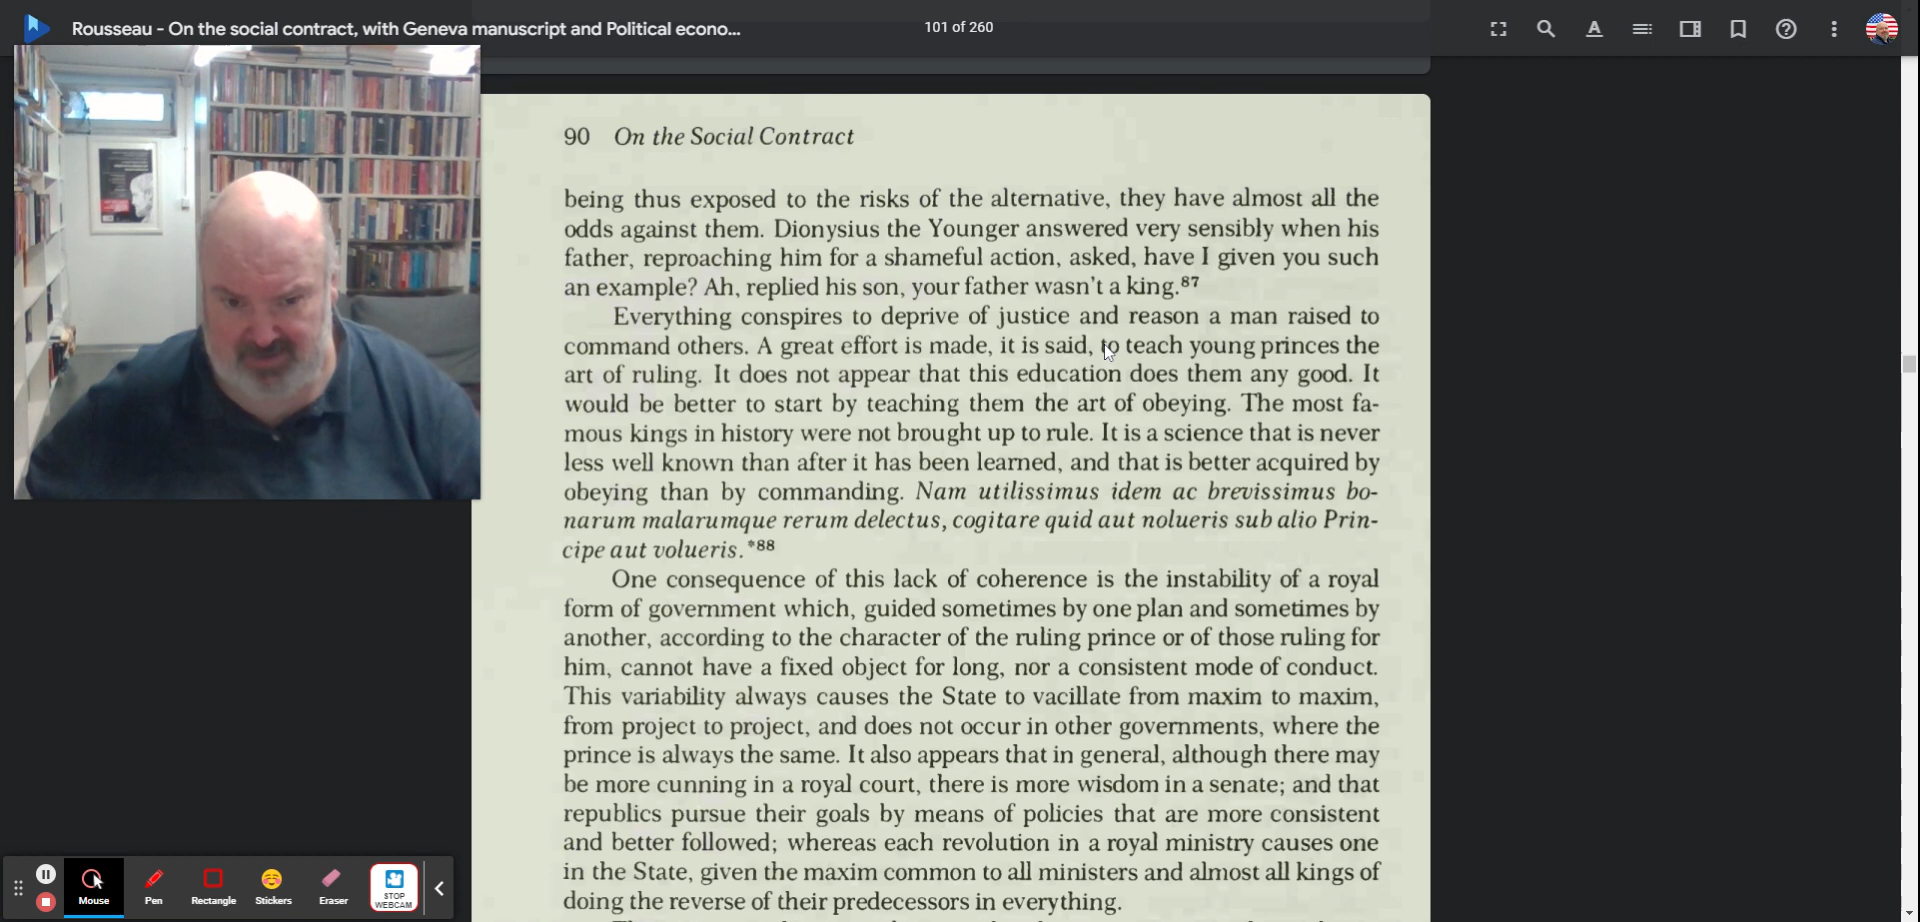 Rousseau - On the social contract, with Geneva manuscript and Political econo...
101 of 260
90 On the Social Contract
being thus exposed to the risks of the alternative, they have almost all the
odds against them. Dionysius the Younger answered very sensibly when his
father, reproaching him for a shameful action, asked, have I given you such
an example? Ah, replied his son, your father wasn't a king.87
Everything conspires to deprive of justice and reason a man raised to
command others. A great effort is made, it is said, to teach young princes the
art of ruling. It does not appear that this education does them any good. It
would be better to start by teaching them the art of obeying. The most fa-
mous kings in history were not brought up to rule. It is a science that is never
less well known than after it has been learned, and that is better acquired by
obeying than by commanding. Nam utilissimus idem ac brevissimus bo-
narum malarumque rerum delectus, cogitare quid aut nolueris sub alio Prin-
cipe aut volueris.*88
One consequence of this lack of coherence is the instability of a royal
form of government which, guided sometimes by one plan and sometimes by
another, according to the character of the ruling prince or of those ruling for
him, cannot have a fixed object for long, nor a consistent mode of conduct.
This variability always causes the State to vacillate from maxim to maxim,
from project to project, and does not occur in other governments, where the
prince is always the same. It also appears that in general, although there may
be more cunning in a royal court, there is more wisdom in a senate; and that
republics pursue their goals by means of policies that are more consistent
and better followed; whereas each revolution in a royal ministry causes one
in the State, given the maxim common to all ministers and almost all kings of
doing the reverse of their predecessors in everything.
Mouse
Pen
Rectangle
Stickers
Eraser
STOP
WEBCAM